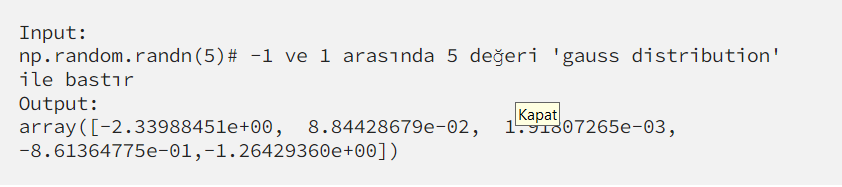 Input:
np.random.randn(5)# -1 ve 1 arasında 5 değeri 'gauss distribution'
ile bastır
Output:
Kapat
array([-2.33988451e+00,  8.84428679e-02,  1.91807265e-03,
-8.61364775e-01,-1.26429360e+00])